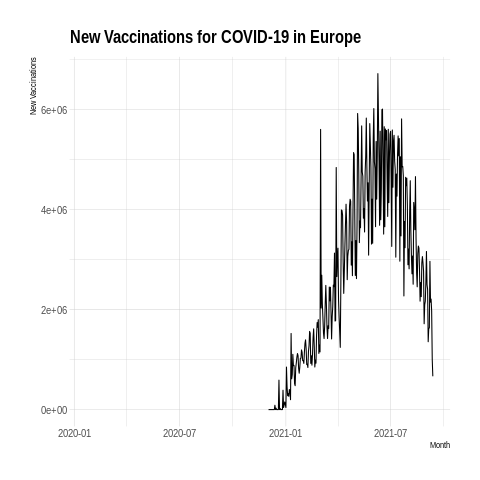 New Vaccinations for COVID-19 in Europe
New Vaccinations
6e+06
4e+06
2e+06
0e+00
2020-01
2020-07
2021-01
2021-07
Month